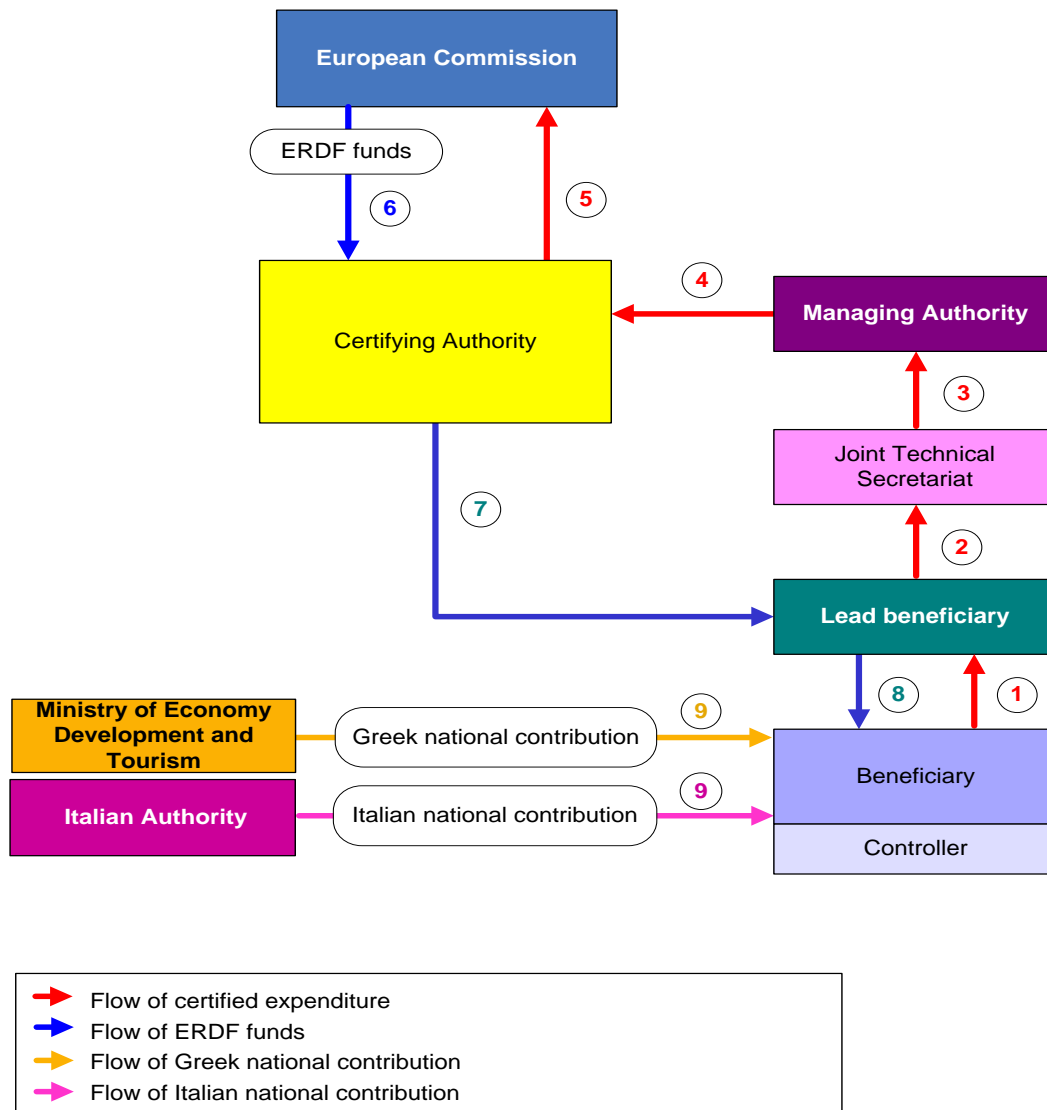 European Commission
ERDF funds
6
5
Certifying Authority
4
Managing Authority
3
Joint Technical
Secretariat
7
2
Lead beneficiary
8
1
Ministry of Economy
Development and
Tourism
Greek national contribution
9
Beneficiary
Italian Authority
Italian national contribution
9
Controller
Flow of certified expenditure
Flow of ERDF funds
Flow of Greek national contribution
Flow of Italian national contribution